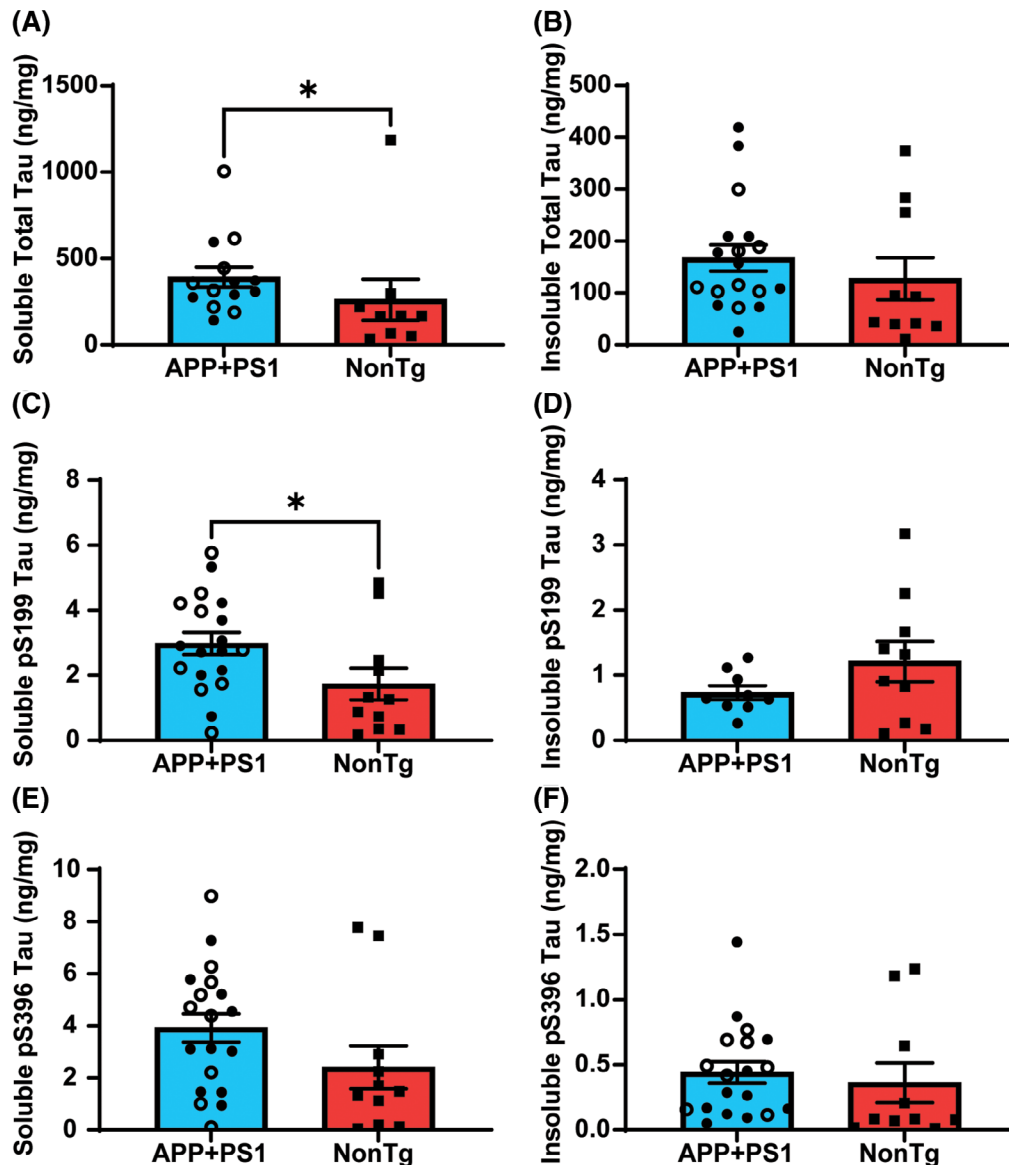 (A)
Soluble Total Tau (ng/mg)
1500
1000
500
0
*
APP+PS1 NonTg
(B)
Insoluble Total Tau (ng/mg)
500
400
300
200
100
0
APP+PS1 NonTg
(C)
Soluble pS199 Tau (ng/mg)
8
6
4
2
0
*
APP+PS1 NonTg
(D)
Insoluble pS199 Tau (ng/mg)
4
3
2
1
0
APP+PS1 NonTg
(E)
Soluble pS396 Tau (ng/mg)
10
8
6
4
2
0
APP+PS1 NonTg
(F)
Insoluble pS396 Tau (ng/mg)
2.0
1.5
1.0
0.5
0.0
APP+PS1 NonTg